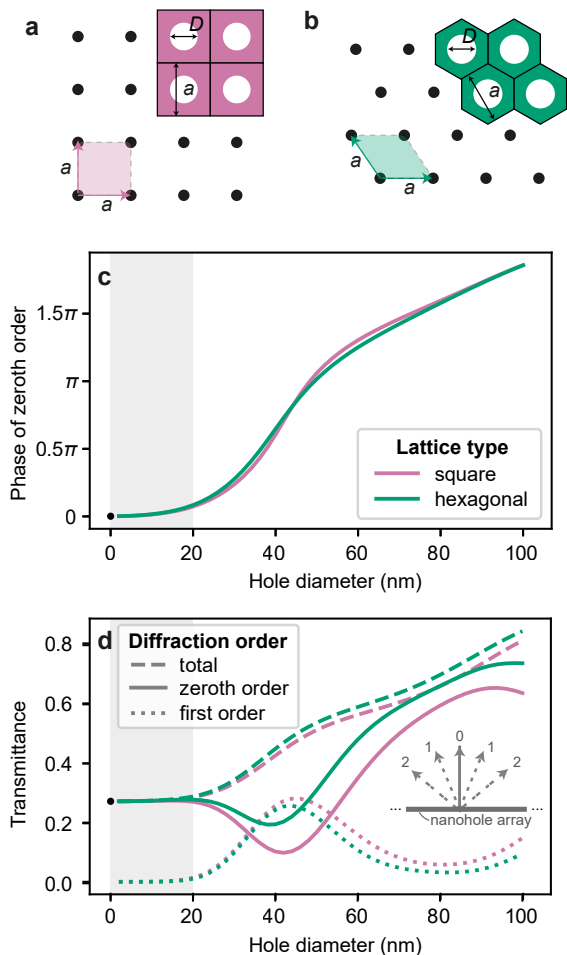 a
D
a
a
a
b
D
a
a
a
c
Phase of zeroth order
1.5π
π
0.5π
0
Lattice type
square
hexagonal
0 20 40 60 80 100
Hole diameter (nm)
d
Transmittance
0.8
0.6
0.4
0.2
0.0
Diffraction order
total
zeroth order
first order
0
1 1
2 2
... ...
nanohole array
0 20 40 60 80 100
Hole diameter (nm)